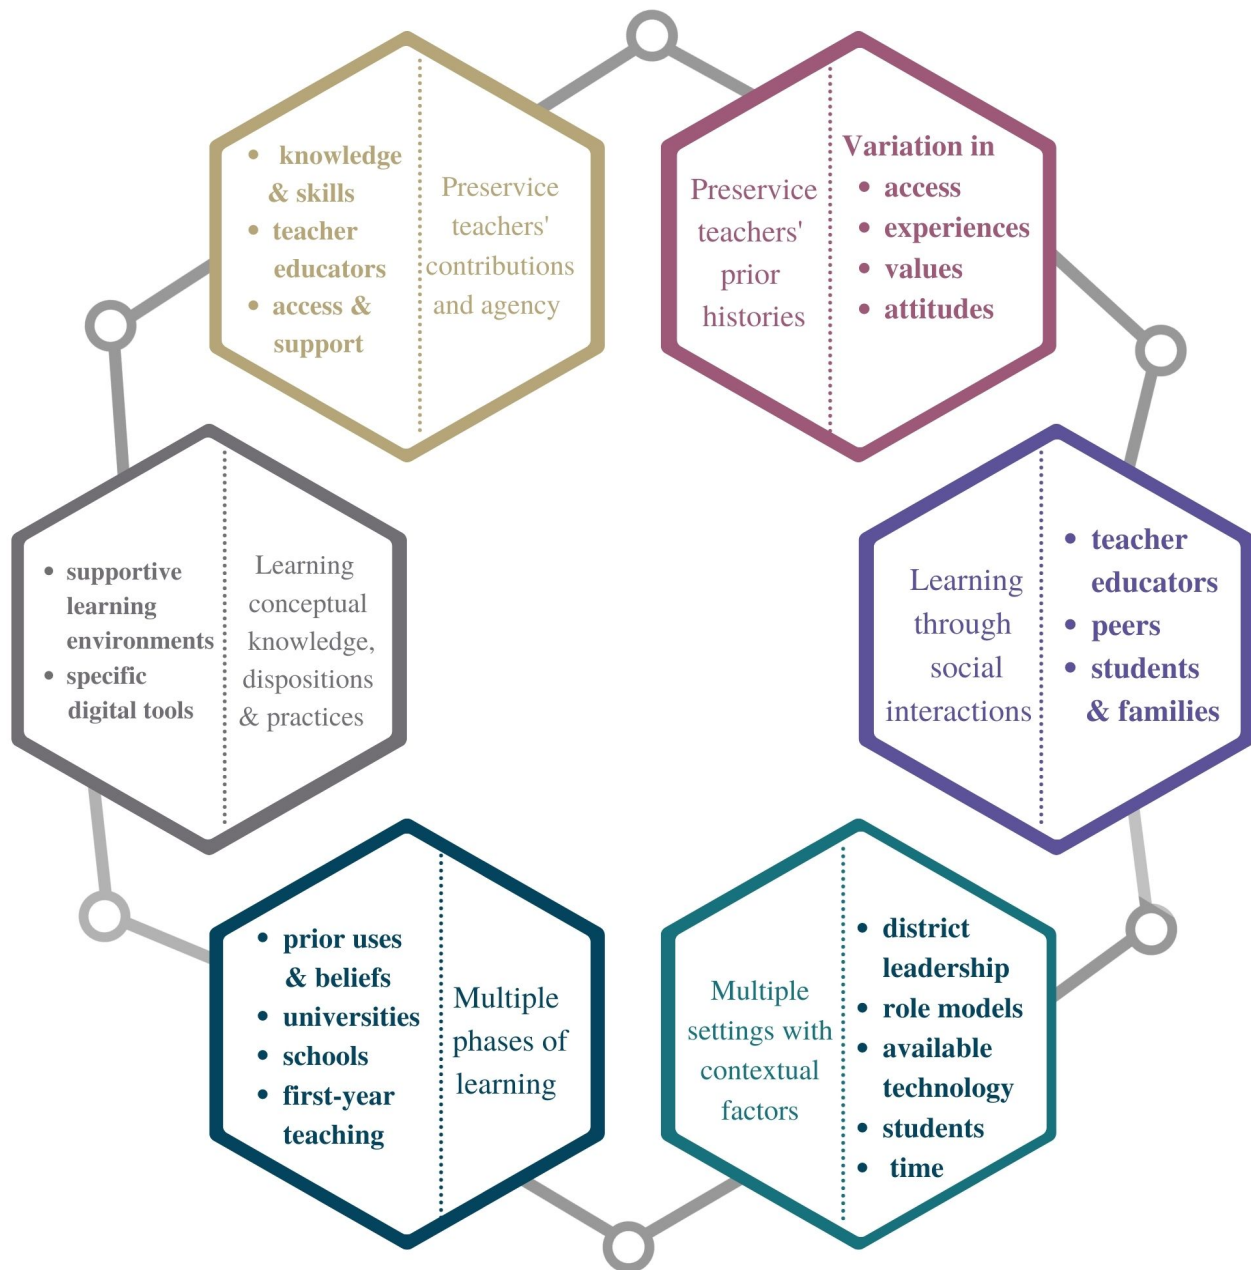 • knowledge
& skills
• teacher
educators
• access &
support
Preservice
teachers'
contributions
and agency
Preservice
teachers'
prior
histories
Variation in
• access
• experiences
• values
• attitudes
• supportive
learning
environments
• specific
digital tools
Learning
conceptual
knowledge,
dispositions
& practices
Learning
through
social
interactions
• teacher
educators
• peers
• students
& families
• prior uses
& beliefs
• universities
• schools
• first-year
teaching
Multiple
phases of
learning
Multiple
settings with
contextual
factors
• district
leadership
• role models
• available
technology
• students
• time